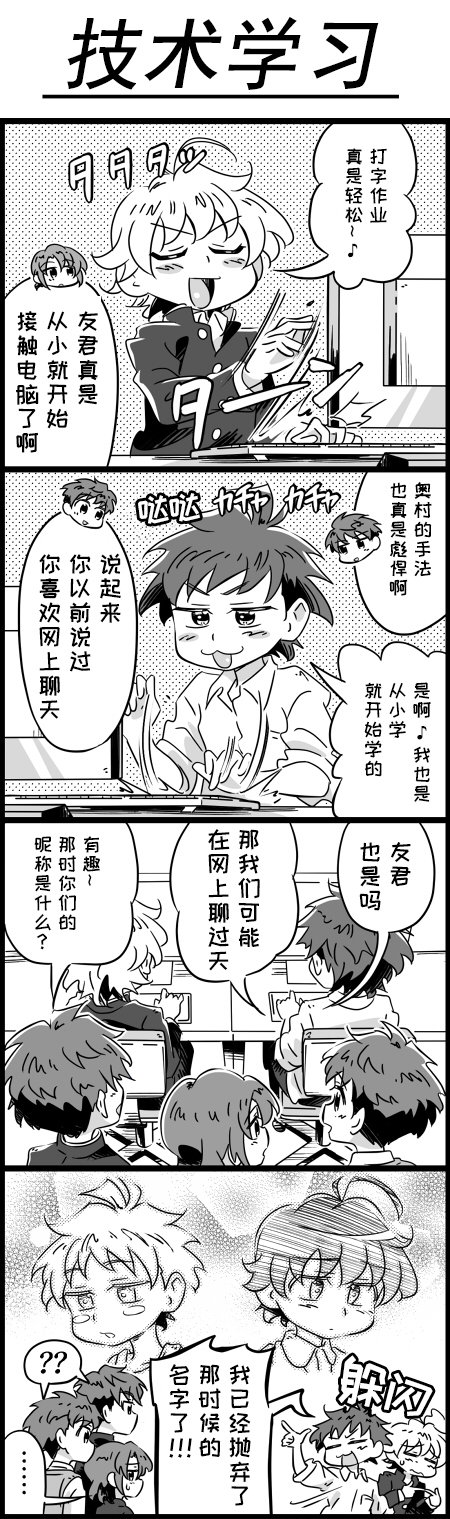 技术学习
打字作业
真是轻松~♪
タタタッ
友君真是
从小就开始
接触电脑了啊
ターンッ
奥村的手法
也真是彪悍啊
哒哒 カチャ カチャ
说起来
你以前说过
你喜欢网上聊天
是啊♪我也是
从小学
就开始学的
友君
也是吗
那我们可能
在网上聊过天
有趣~
那时你们的
昵称是什么?
躲闪
我已经抛弃了
那时候的
名字了!!!
??
……